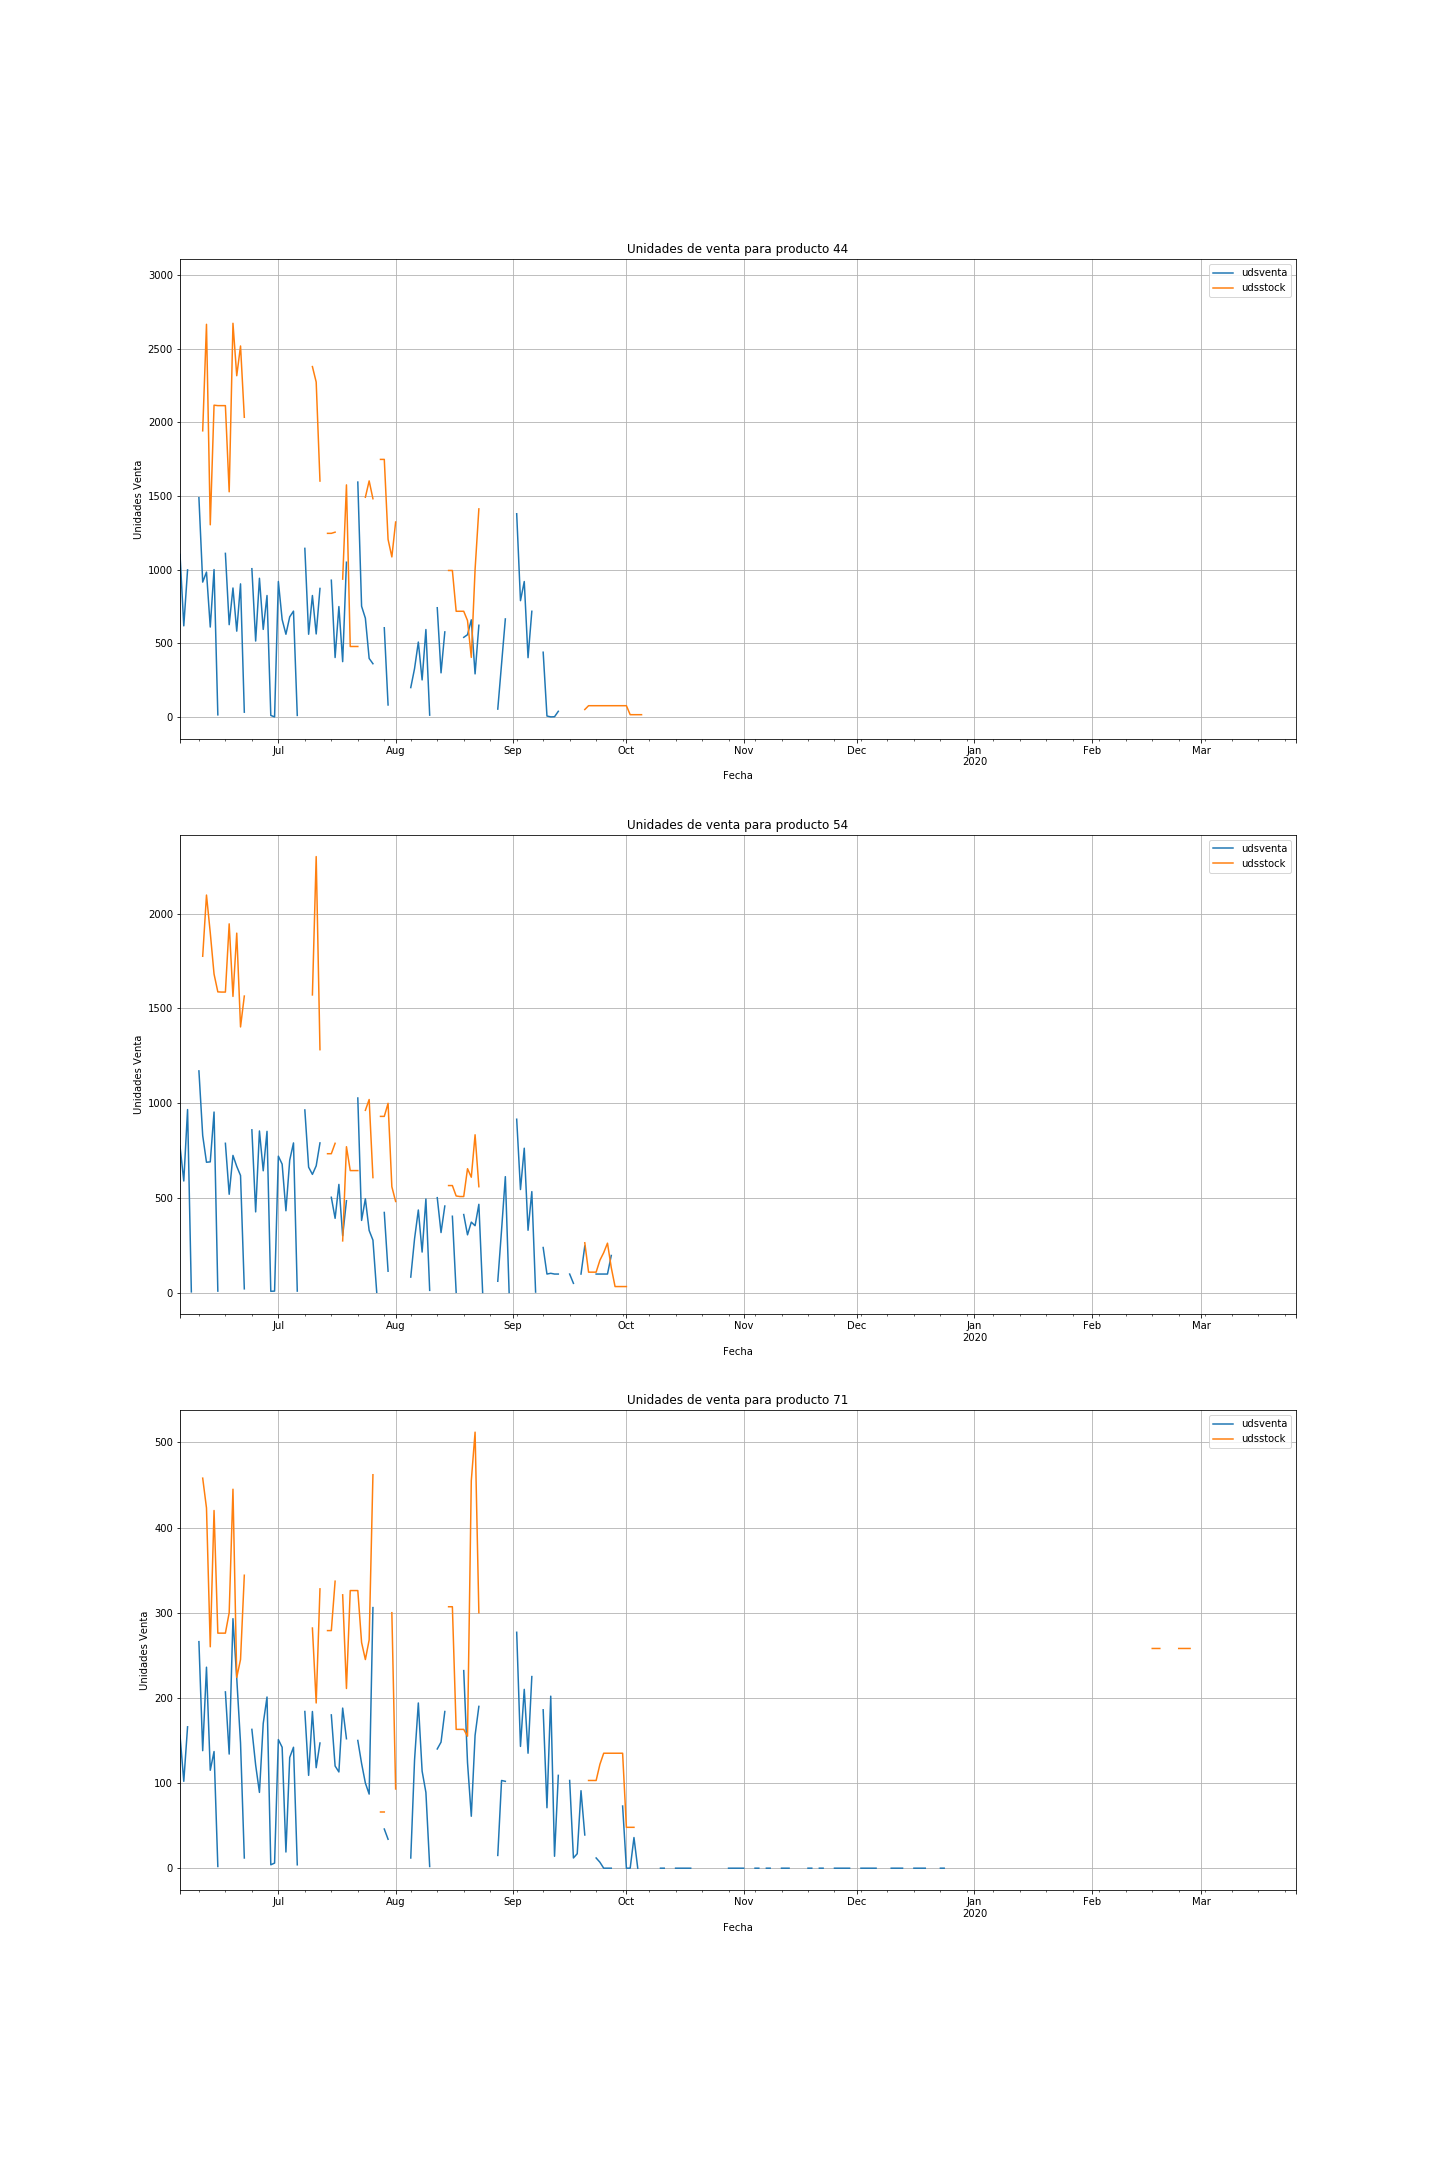 Unidades de venta para producto 44
udsventa
udsstock
3000
2500
2000
1500
1000
500
0
Unidades Venta
Jul Aug Sep Oct Nov Dec Jan Feb Mar
2020
Fecha
Unidades de venta para producto 54
udsventa
udsstock
2000
1500
1000
500
0
Unidades Venta
Jul Aug Sep Oct Nov Dec Jan Feb Mar
2020
Fecha
Unidades de venta para producto 71
udsventa
udsstock
500
400
300
200
100
0
Unidades Venta
Jul Aug Sep Oct Nov Dec Jan Feb Mar
2020
Fecha